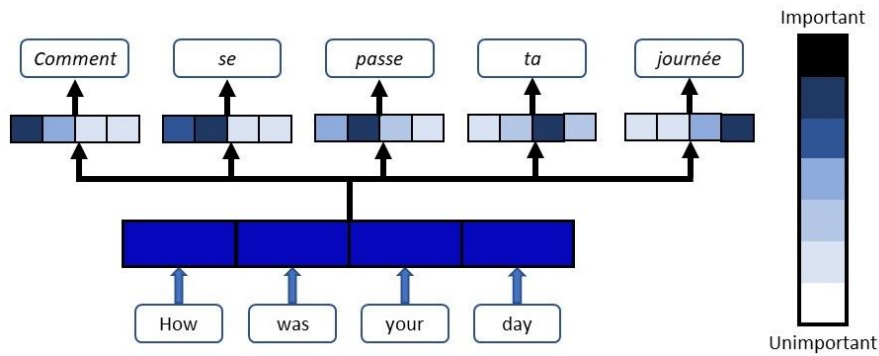 Important
Comment
se
passe
ta
journée
How
was
your
day
Unimportant